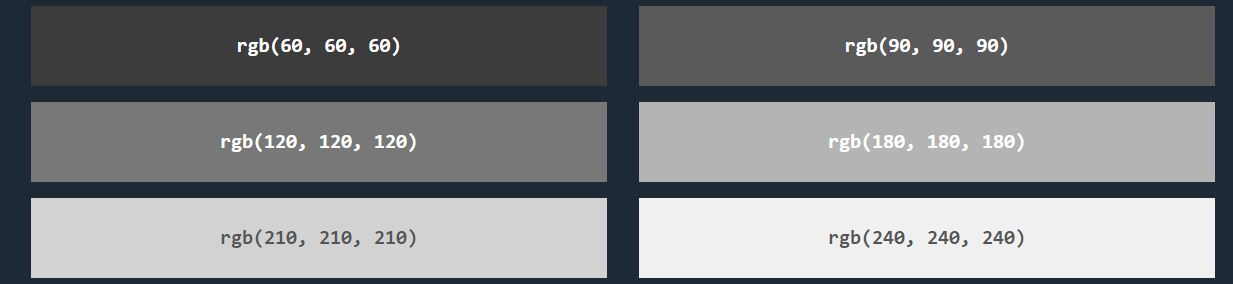 rgb(60, 60, 60)
rgb(90, 90, 90)
rgb(120, 120, 120)
rgb(180, 180, 180)
rgb(210, 210, 210)
rgb(240, 240, 240)